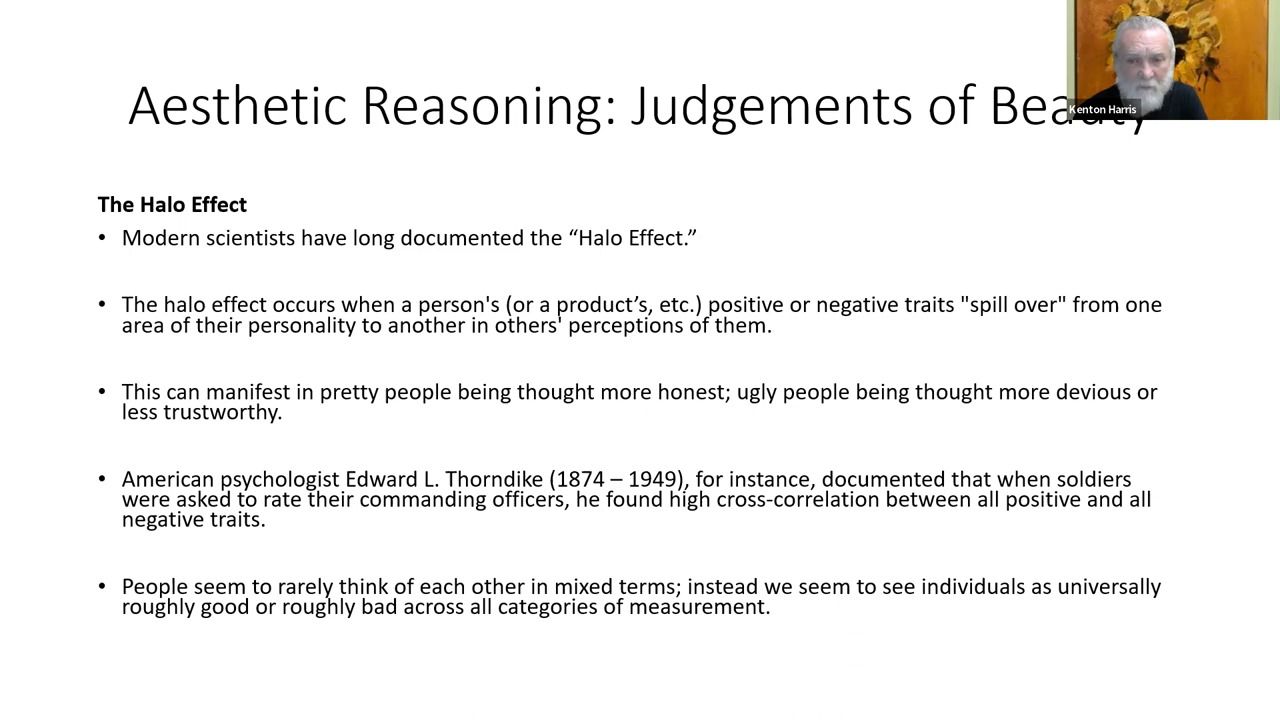 Aesthetic Reasoning: Judgements of Beauty
Kenton Harris
The Halo Effect
• Modern scientists have long documented the “Halo Effect.”
• The halo effect occurs when a person's (or a product’s, etc.) positive or negative traits "spill over" from one
area of their personality to another in others' perceptions of them.
• This can manifest in pretty people being thought more honest; ugly people being thought more devious or
less trustworthy.
• American psychologist Edward L. Thorndike (1874 – 1949), for instance, documented that when soldiers
were asked to rate their commanding officers, he found high cross-correlation between all positive and all
negative traits.
• People seem to rarely think of each other in mixed terms; instead we seem to see individuals as universally
roughly good or roughly bad across all categories of measurement.